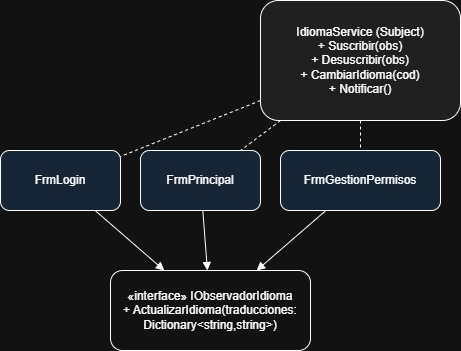 IdiomaService (Subject)
+ Suscribir(obs)
+ Desuscribir(obs)
+ CambiarIdioma(cod)
+ Notificar()
FrmLogin
FrmPrincipal
FrmGestionPermisos
«interface» IObservadorIdioma
+ ActualizarIdioma(traducciones:
Dictionary<string,string>)